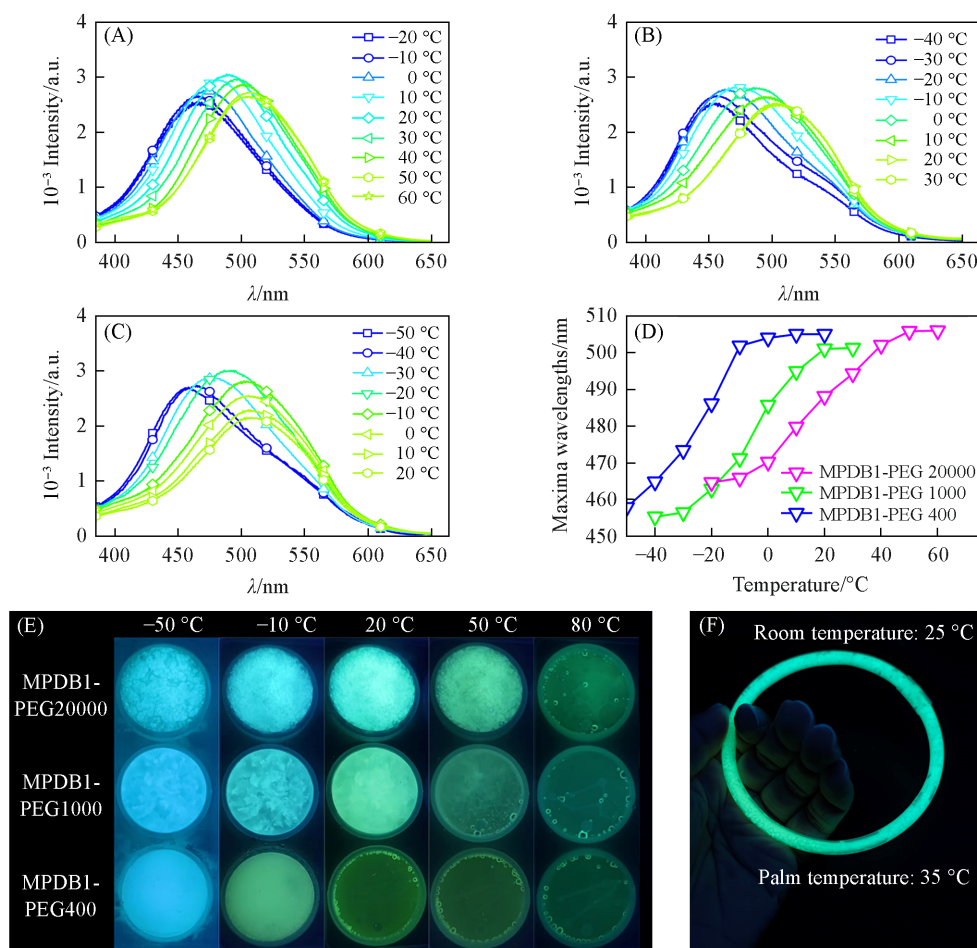 (A)
10⁻³ Intensity/a.u.
4
3
2
1
0
400 450 500 550 600 650
λ/nm
−20 °C
−10 °C
0 °C
10 °C
20 °C
30 °C
40 °C
50 °C
60 °C
(B)
10⁻³ Intensity/a.u.
4
3
2
1
0
400 450 500 550 600 650
λ/nm
−40 °C
−30 °C
−20 °C
−10 °C
0 °C
10 °C
20 °C
30 °C
(C)
10⁻³ Intensity/a.u.
4
3
2
1
0
400 450 500 550 600 650
λ/nm
−50 °C
−40 °C
−30 °C
−20 °C
−10 °C
0 °C
10 °C
20 °C
(D)
Maxima wavelengths/nm
510
500
490
480
470
460
450
−40 −20 0 20 40 60
Temperature/°C
MPDB1-PEG 20000
MPDB1-PEG 1000
MPDB1-PEG 400
(E)
−50 °C −10 °C 20 °C 50 °C 80 °C
MPDB1-
PEG20000
MPDB1-
PEG1000
MPDB1-
PEG400
(F)
Room temperature: 25 °C
Palm temperature: 35 °C